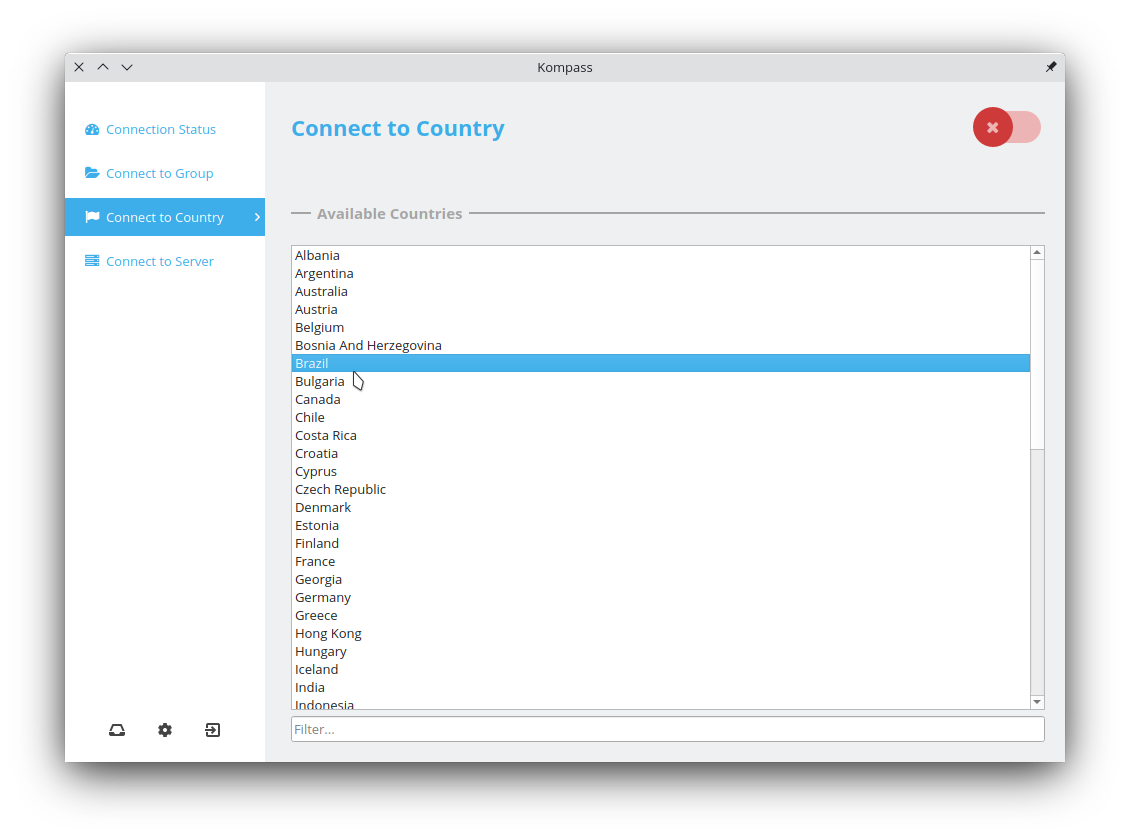 Kompass
Connection Status
Connect to Group
Connect to Country
Connect to Server
Connect to Country
Available Countries
Albania
Argentina
Australia
Austria
Belgium
Bosnia And Herzegovina
Brazil
Bulgaria
Canada
Chile
Costa Rica
Croatia
Cyprus
Czech Republic
Denmark
Estonia
Finland
France
Georgia
Germany
Greece
Hong Kong
Hungary
Iceland
India
Indonesia
Filter...